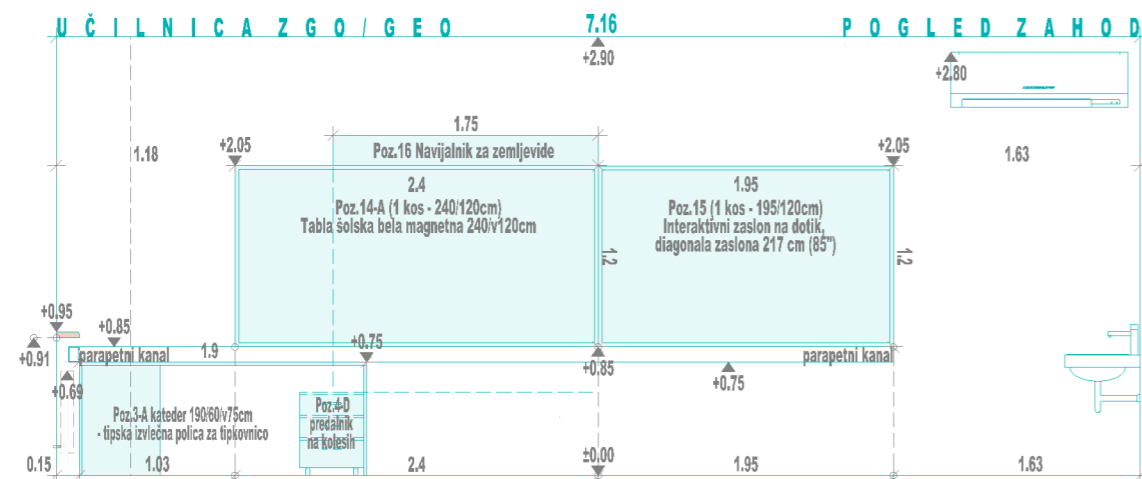 UČILNICA ZGO/GEO 7.16 POGLED ZAHOD
+2.90
+2.80
1.75
1.18 +2.05 Poz.16 Navijalnik za zemljevide +2.05 1.63
2.4 1.95
Poz.14-A (1 kos - 240/120cm) Poz.15 (1 kos - 195/120cm)
Tabla šolska bela magnetna 240/v120cm Interaktivni zaslon na dotik,
diagonala zaslona 217 cm (85")
1.2 1.2
+0.95
+0.85 +0.75
+0.91 parapetni kanal 1.9 +0.85 parapetni kanal
+0.69 +0.75
Poz.3-A kateder 190/60/v75cm Poz.4-D
- tipska izvlečna polica za tipkovnico predalnik
na kolesih
±0.00
0.15 1.03 2.4 1.95 1.63